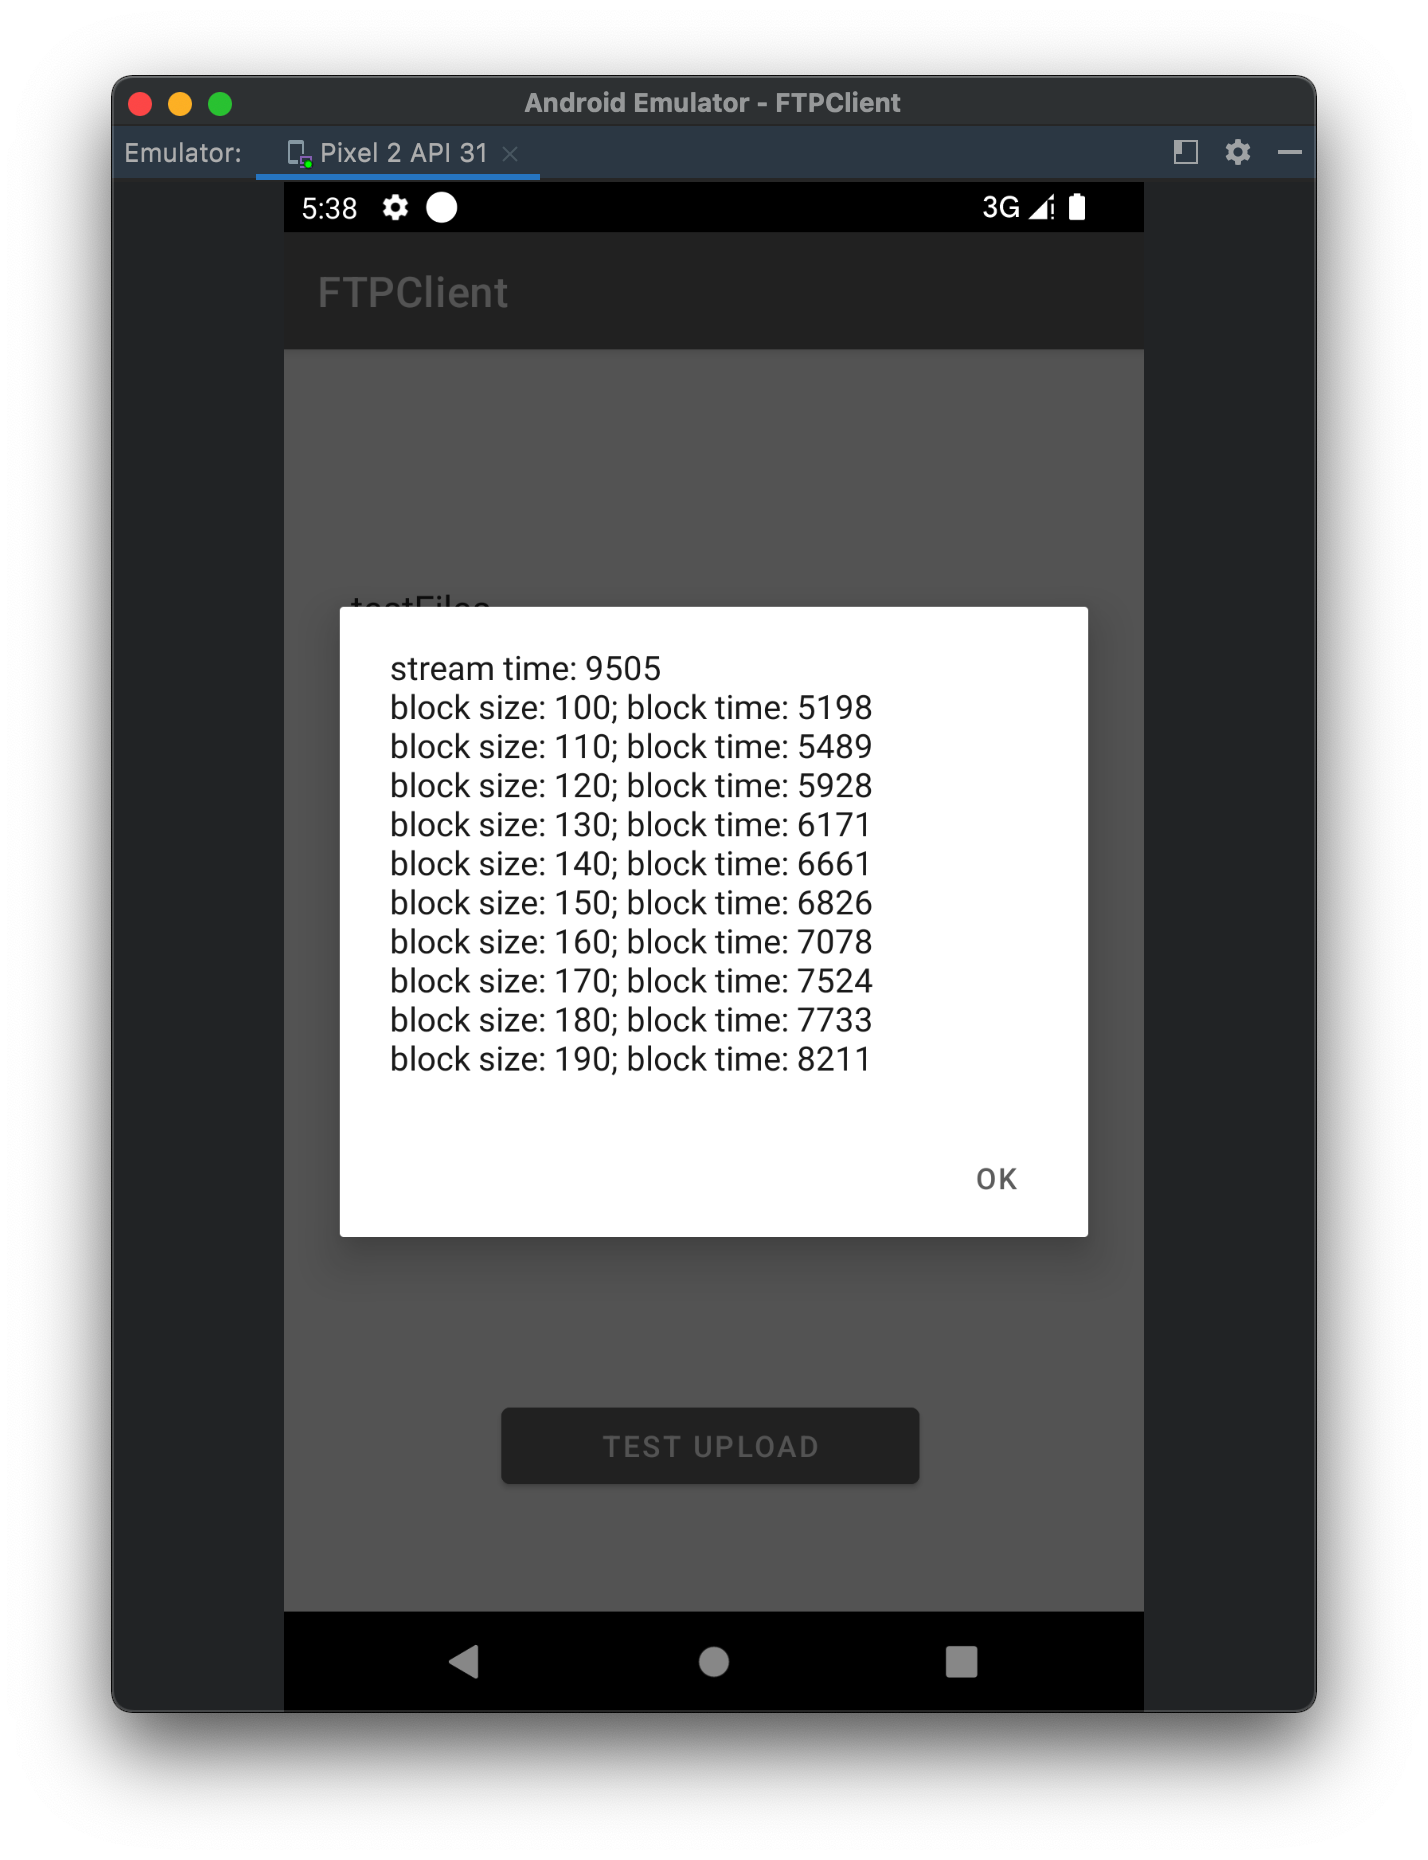 Android Emulator - FTPClient
Emulator: Pixel 2 API 31
5:38 3G
FTPClient
testFiles
stream time: 9505
block size: 100; block time: 5198
block size: 110; block time: 5489
block size: 120; block time: 5928
block size: 130; block time: 6171
block size: 140; block time: 6661
block size: 150; block time: 6826
block size: 160; block time: 7078
block size: 170; block time: 7524
block size: 180; block time: 7733
block size: 190; block time: 8211
OK
TEST UPLOAD